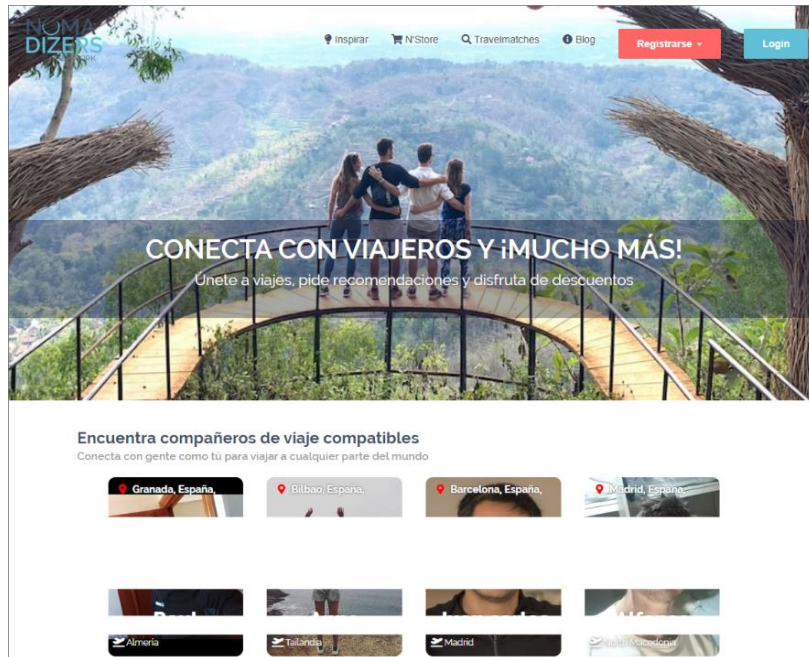 NOMA
DIZERS
Inspirar
N'Store
Travelmatches
Blog
Registrarse
Login
CONECTA CON VIAJEROS Y ¡MUCHO MÁS!
Únete a viajes, pide recomendaciones y disfruta de descuentos
Encuentra compañeros de viaje compatibles
Conecta con gente como tú para viajar a cualquier parte del mundo
Granada, España,
Bilbao, España,
Barcelona, España,
Madrid, España,
Almería
Tailandia
Madrid
North Macedonia